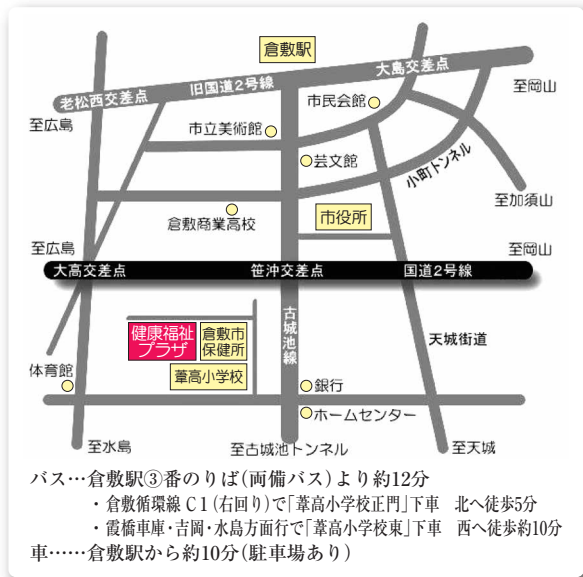 倉敷駅
大島交差点
旧国道2号線
老松西交差点
至岡山
至広島
市民会館
市立美術館
芸文館
小町トンネル
至加須山
倉敷商業高校
市役所
至広島
至岡山
大高交差点
笹沖交差点
国道2号線
古城池線
健康福祉
プラザ
倉敷市
保健所
天城街道
体育館
葦高小学校
銀行
ホームセンター
至水島
至古城池トンネル
至天城
バス…倉敷駅③番のりば(両備バス)より約12分
・倉敷循環線 C1(右回り)で「葦高小学校正門」下車 北へ徒歩5分
・霞橋車庫・吉岡・水島方面行で「葦高小学校東」下車 西へ徒歩約10分
車……倉敷駅から約10分(駐車場あり)